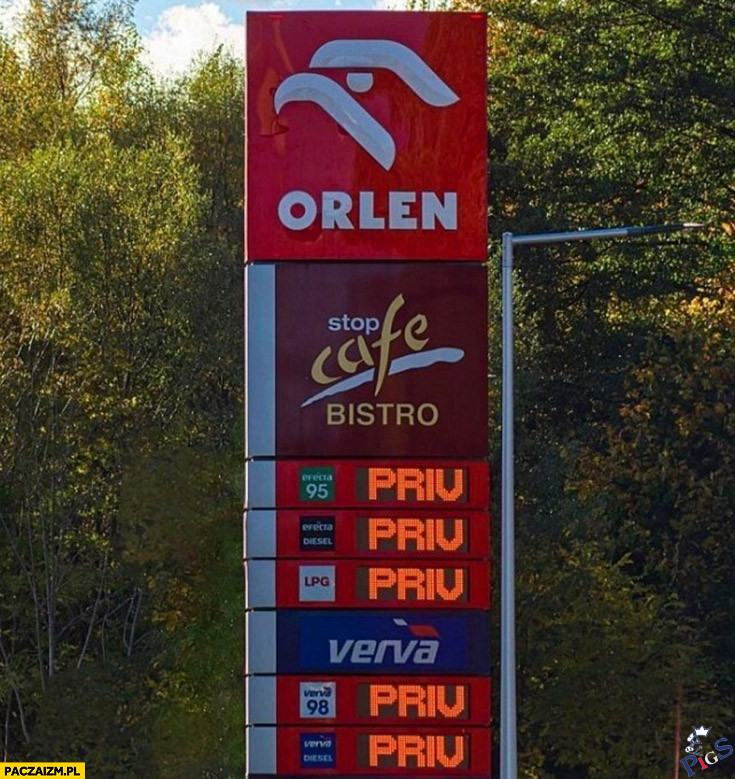 ORLEN
stop
cafe
BISTRO
efecta
95
PRIV
efecta
DIESEL
PRIV
LPG
PRIV
verva
verva
98
PRIV
verva
DIESEL
PRIV
PACZAIZM.PL
PIGS